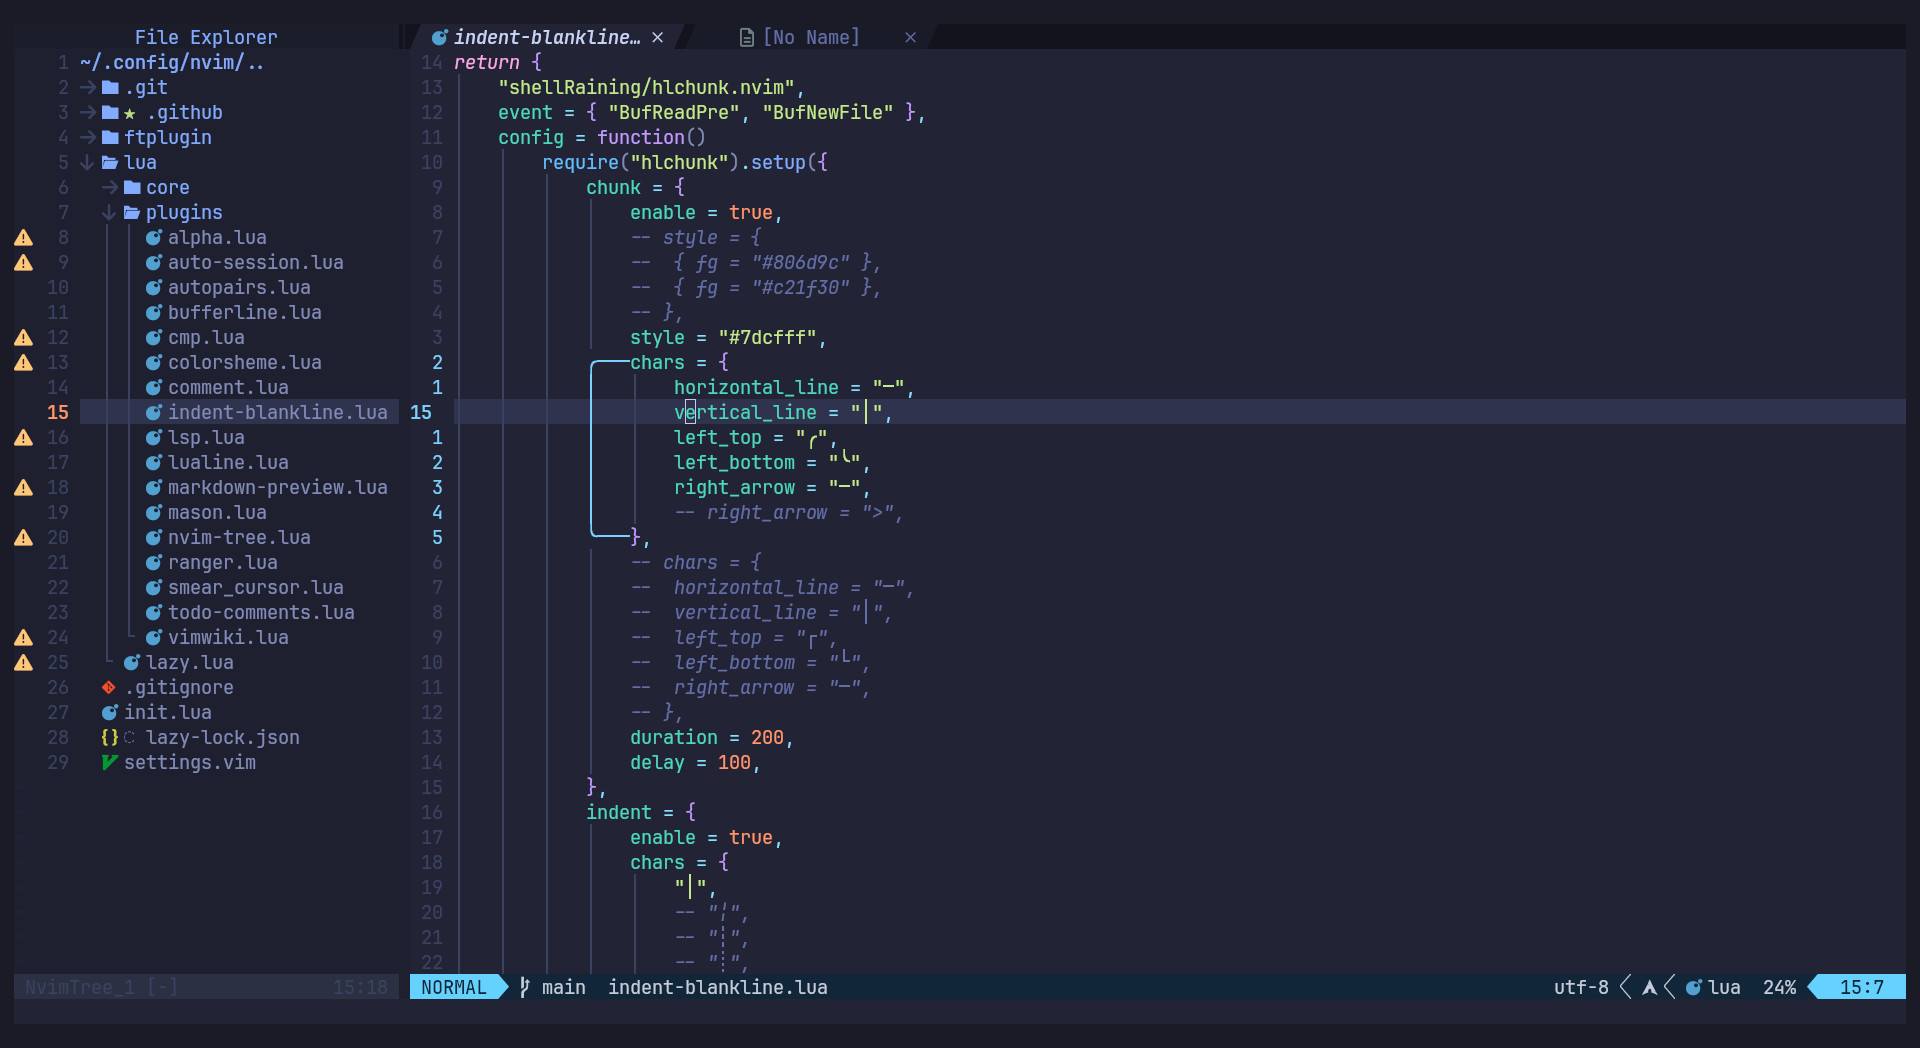 File Explorer
indent-blankline… ×
[No Name] ×
1 ~/.config/nvim/..
2 .git
3 ★ .github
4 ftplugin
5 lua
6 core
7 plugins
8 alpha.lua
9 auto-session.lua
10 autopairs.lua
11 bufferline.lua
12 cmp.lua
13 colorsheme.lua
14 comment.lua
15 indent-blankline.lua
16 lsp.lua
17 lualine.lua
18 markdown-preview.lua
19 mason.lua
20 nvim-tree.lua
21 ranger.lua
22 smear_cursor.lua
23 todo-comments.lua
24 vimwiki.lua
25 lazy.lua
26 .gitignore
27 init.lua
28 {} lazy-lock.json
29 settings.vim
NvimTree_1 [-] 15:18
14 return {
13 "shellRaining/hlchunk.nvim",
12 event = { "BufReadPre", "BufNewFile" },
11 config = function()
10 require("hlchunk").setup({
9 chunk = {
8 enable = true,
7 -- style = {
6 -- { fg = "#806d9c" },
5 -- { fg = "#c21f30" },
4 -- },
3 style = "#7dcfff",
2 chars = {
1 horizontal_line = "─",
15 vertical_line = "│",
1 left_top = "╭",
2 left_bottom = "╰",
3 right_arrow = "─",
4 -- right_arrow = ">",
5 },
6 -- chars = {
7 -- horizontal_line = "─",
8 -- vertical_line = "│",
9 -- left_top = "┌",
10 -- left_bottom = "└",
11 -- right_arrow = "─",
12 -- },
13 duration = 200,
14 delay = 100,
15 },
16 indent = {
17 enable = true,
18 chars = {
19 "│",
20 -- "╎",
21 -- "┆",
22 -- "┊",
NORMAL main indent-blankline.lua utf-8 lua 24% 15:7